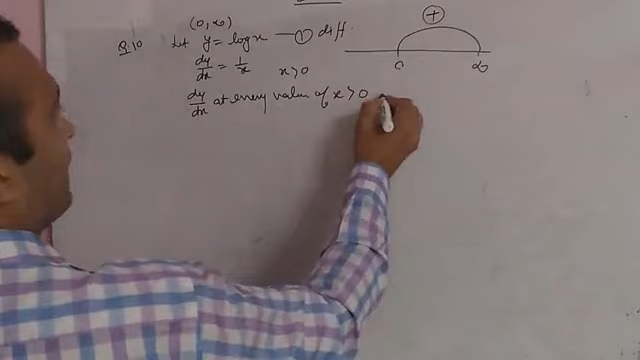 (0, ∞)
Q.10 Let y = log x — ① diff.
dy/dx = 1/x x > 0
dy/dx at every value of x > 0
+
0 ∞